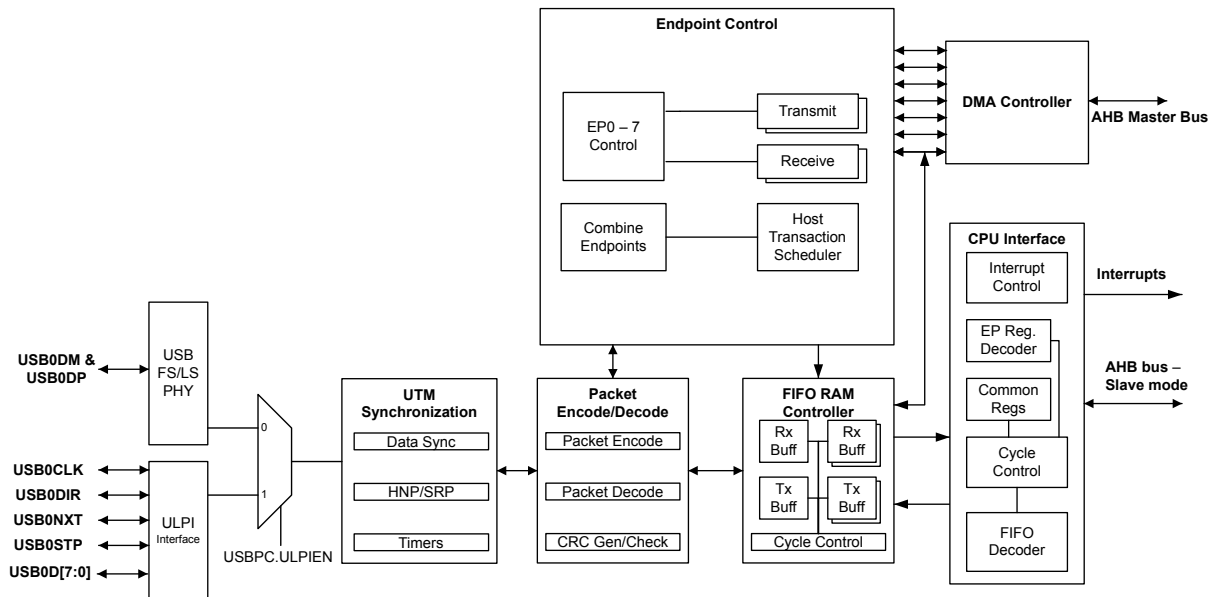 Endpoint Control
EP0 – 7
Control
Transmit
Receive
Combine
Endpoints
Host
Transaction
Scheduler
DMA Controller
AHB Master Bus
CPU Interface
Interrupt
Control
EP Reg.
Decoder
Common
Regs
Cycle
Control
FIFO
Decoder
Interrupts
AHB bus –
Slave mode
USB0DM &
USB0DP
USB
FS/LS
PHY
USB0CLK
USB0DIR
USB0NXT
USB0STP
USB0D[7:0]
ULPI
Interface
0
1
USBPC.ULPIEN
UTM
Synchronization
Data Sync
HNP/SRP
Timers
Packet
Encode/Decode
Packet Encode
Packet Decode
CRC Gen/Check
FIFO RAM
Controller
Rx
Buff
Rx
Buff
Tx
Buff
Tx
Buff
Cycle Control